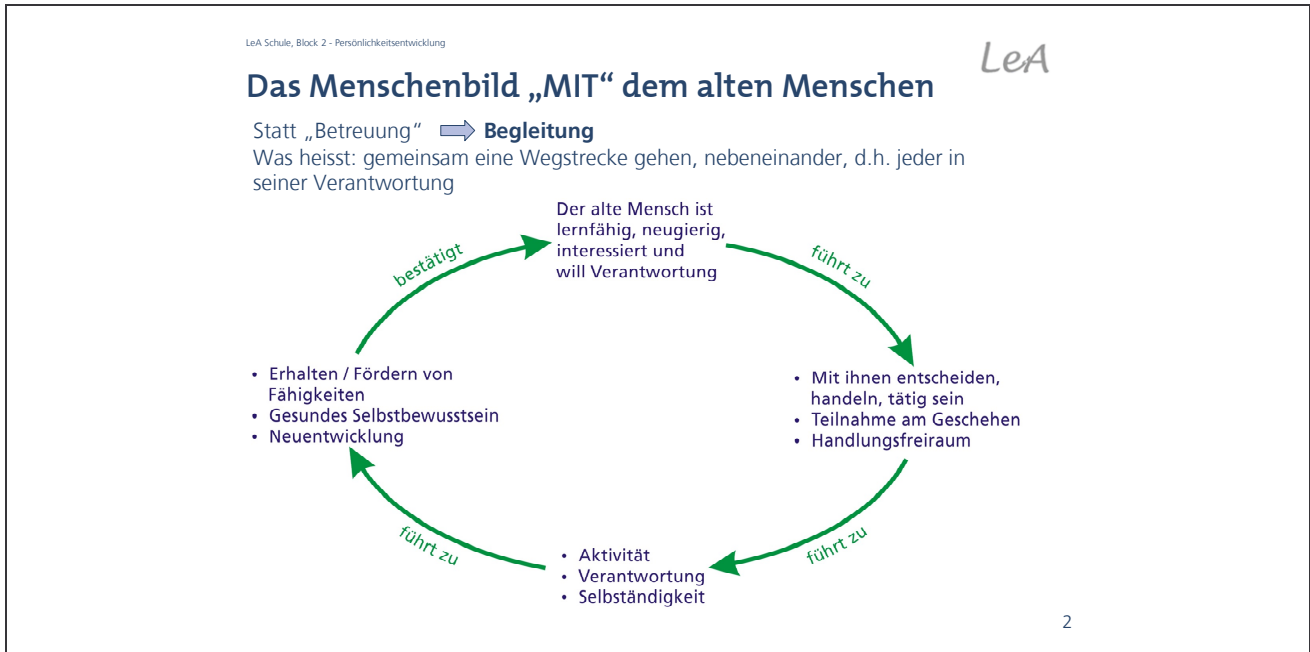 LeA Schule, Block 2 - Persönlichkeitsentwicklung
LeA
Das Menschenbild „MIT“ dem alten Menschen
Statt „Betreuung“ Begleitung
Was heisst: gemeinsam eine Wegstrecke gehen, nebeneinander, d.h. jeder in
seiner Verantwortung
Der alte Mensch ist
lernfähig, neugierig,
interessiert und
will Verantwortung
führt zu
• Mit ihnen entscheiden,
handeln, tätig sein
• Teilnahme am Geschehen
• Handlungsfreiraum
führt zu
• Aktivität
• Verantwortung
• Selbständigkeit
führt zu
• Erhalten / Fördern von
Fähigkeiten
• Gesundes Selbstbewusstsein
• Neuentwicklung
bestätigt
2